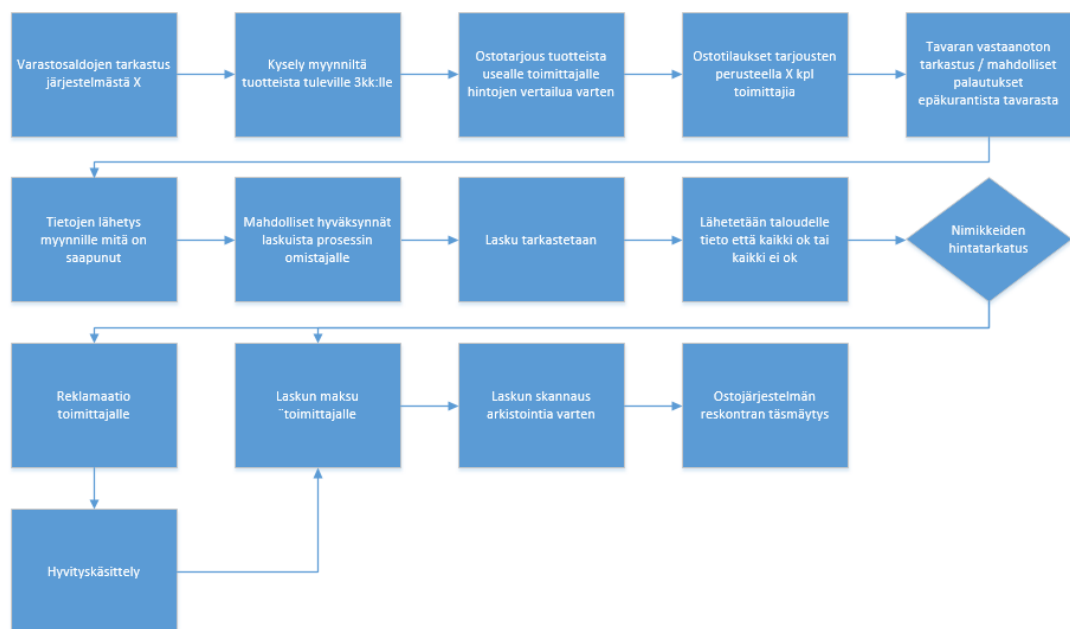 Varastosaldojen tarkastus
järjestelmästä X
Kysely myynniltä
tuotteista tuleville 3kk:lle
Ostotarjous tuotteista
usealle toimittajalle
hintojen vertailua varten
Ostotilaukset tarjousten
perusteella X kpl
toimittajia
Tavaran vastaanoton
tarkastus / mahdolliset
palautukset
epäkurantista tavarasta
Tietojen lähetys
myynnille mitä on
saapunut
Mahdolliset hyväksynnät
laskuista prosessin
omistajalle
Lasku tarkastetaan
Lähetetään taloudelle
tieto että kaikki ok tai
kaikki ei ok
Nimikkeiden
hintatarkatus
Reklamaatio
toimittajalle
Laskun maksu
¨toimittajalle
Laskun skannaus
arkistointia varten
Ostojärjestelmän
reskontran täsmäytys
Hyvityskäsittely